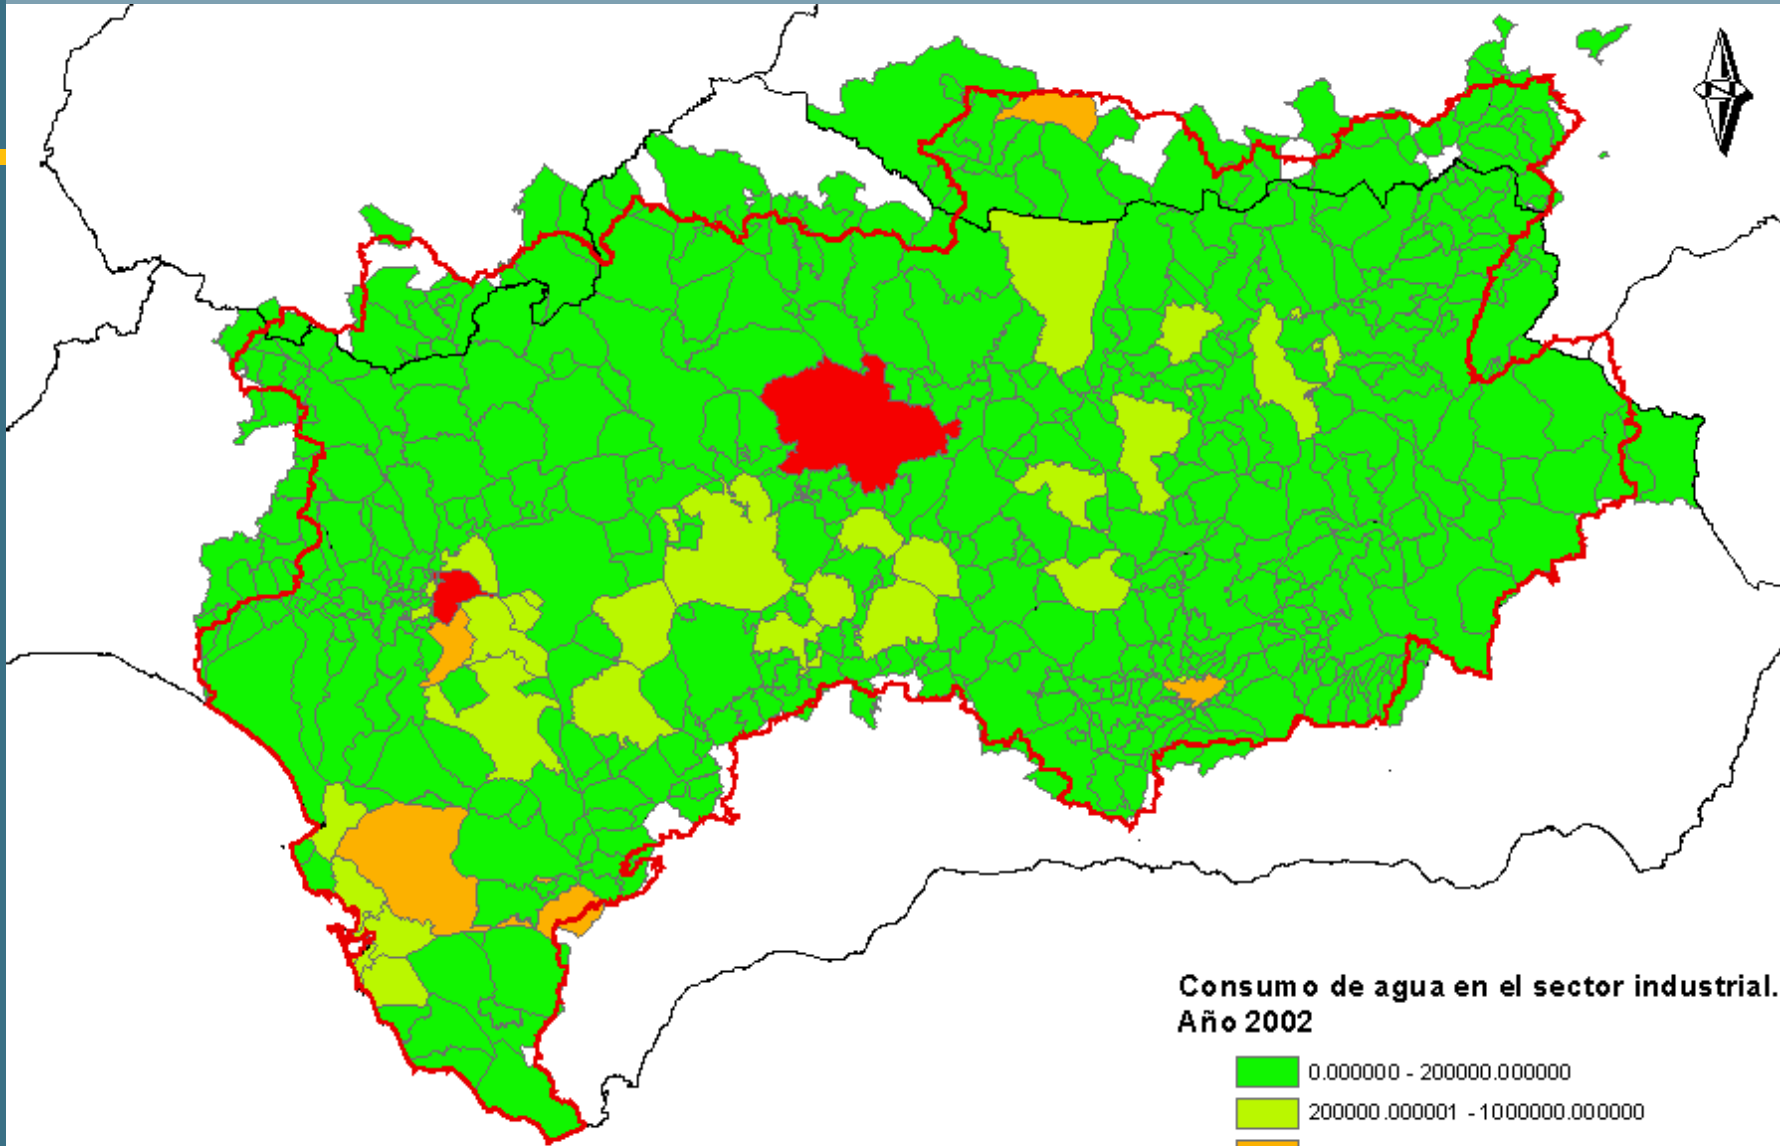 N
Consumo de agua en el sector industrial.
Año 2002
0.000000 - 200000.000000
200000.000001 - 1000000.000000